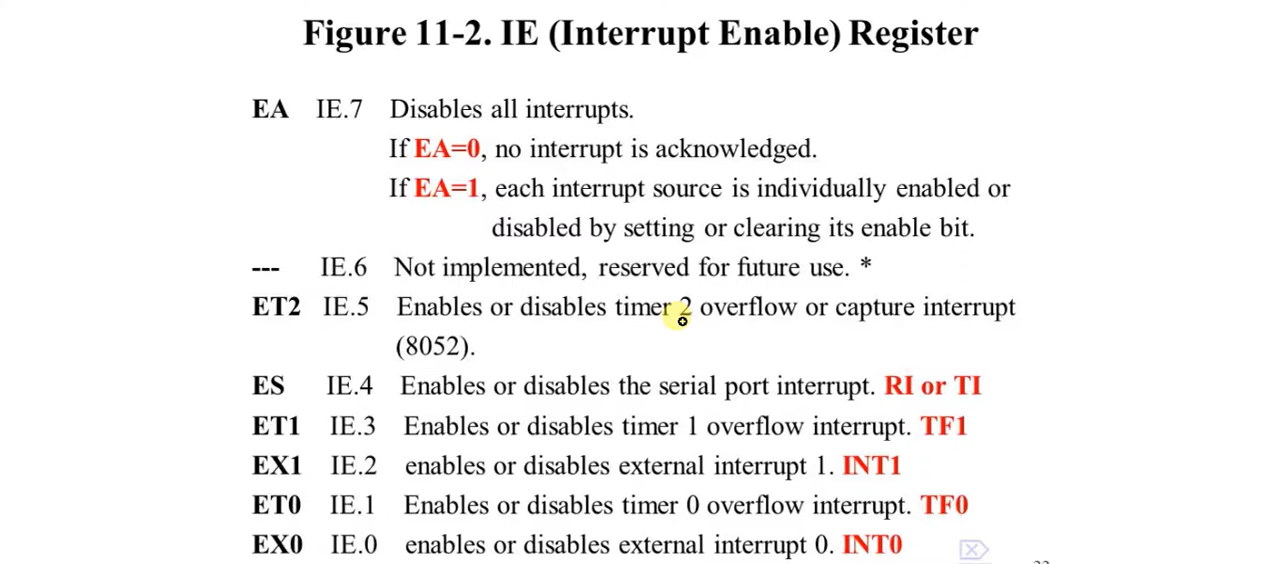 Figure 11-2. IE (Interrupt Enable) Register
EA IE.7 Disables all interrupts.
If EA=0, no interrupt is acknowledged.
If EA=1, each interrupt source is individually enabled or
disabled by setting or clearing its enable bit.
--- IE.6 Not implemented, reserved for future use. *
ET2 IE.5 Enables or disables timer 2 overflow or capture interrupt
(8052).
ES IE.4 Enables or disables the serial port interrupt. RI or TI
ET1 IE.3 Enables or disables timer 1 overflow interrupt. TF1
EX1 IE.2 enables or disables external interrupt 1. INT1
ET0 IE.1 Enables or disables timer 0 overflow interrupt. TF0
EX0 IE.0 enables or disables external interrupt 0. INT0